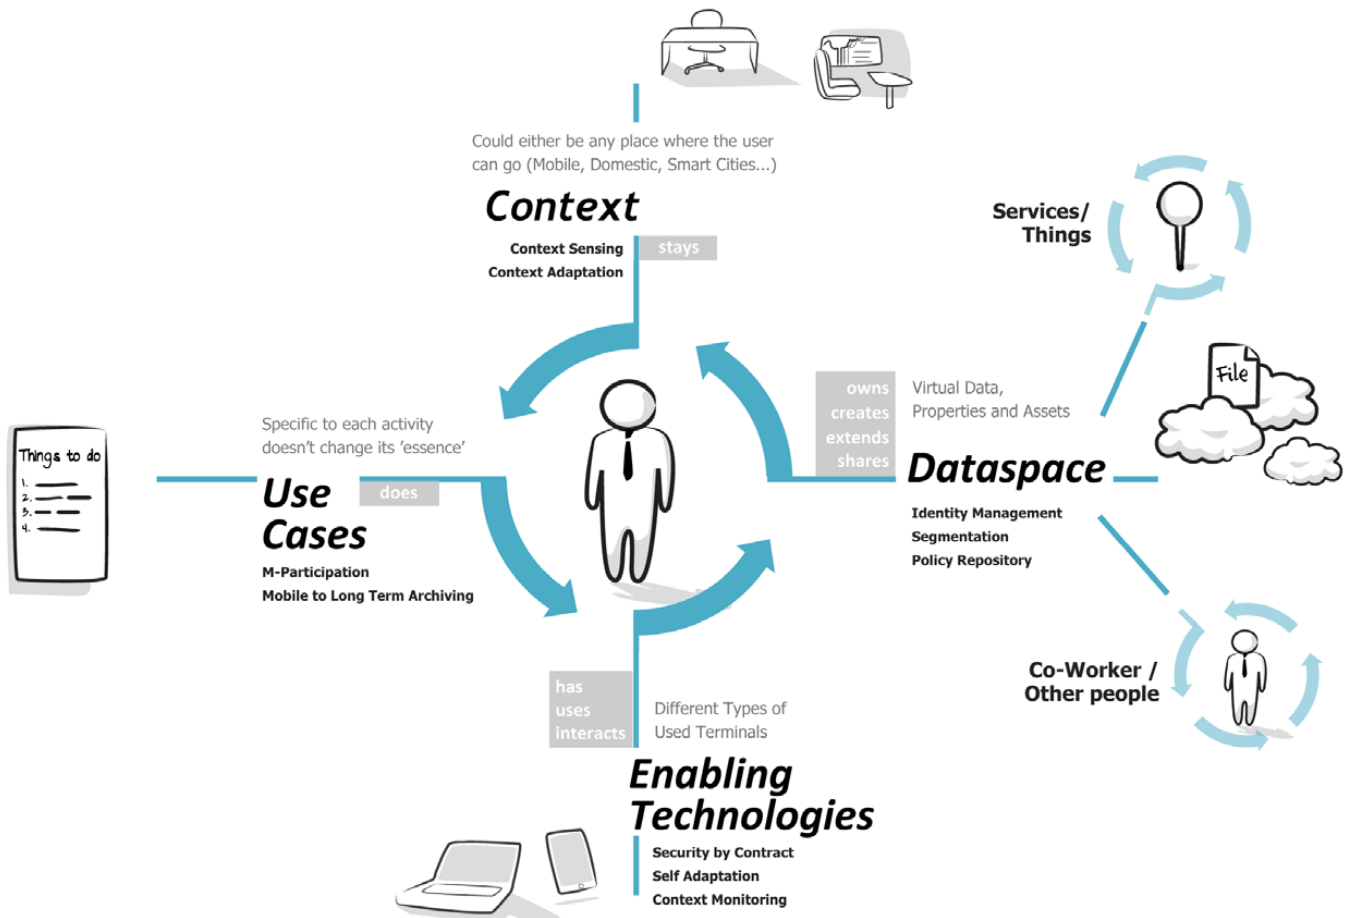 Could either be any place where the user
can go (Mobile, Domestic, Smart Cities...)
Context
Context Sensing
Context Adaptation
stays
Services/
Things
File
owns
creates
extends
shares
Virtual Data,
Properties and Assets
Dataspace
Identity Management
Segmentation
Policy Repository
Specific to each activity
doesn't change its 'essence'
Things to do
1.
2.
3.
4.
Use
Cases
does
M-Participation
Mobile to Long Term Archiving
Co-Worker /
Other people
has
uses
interacts
Different Types of
Used Terminals
Enabling
Technologies
Security by Contract
Self Adaptation
Context Monitoring